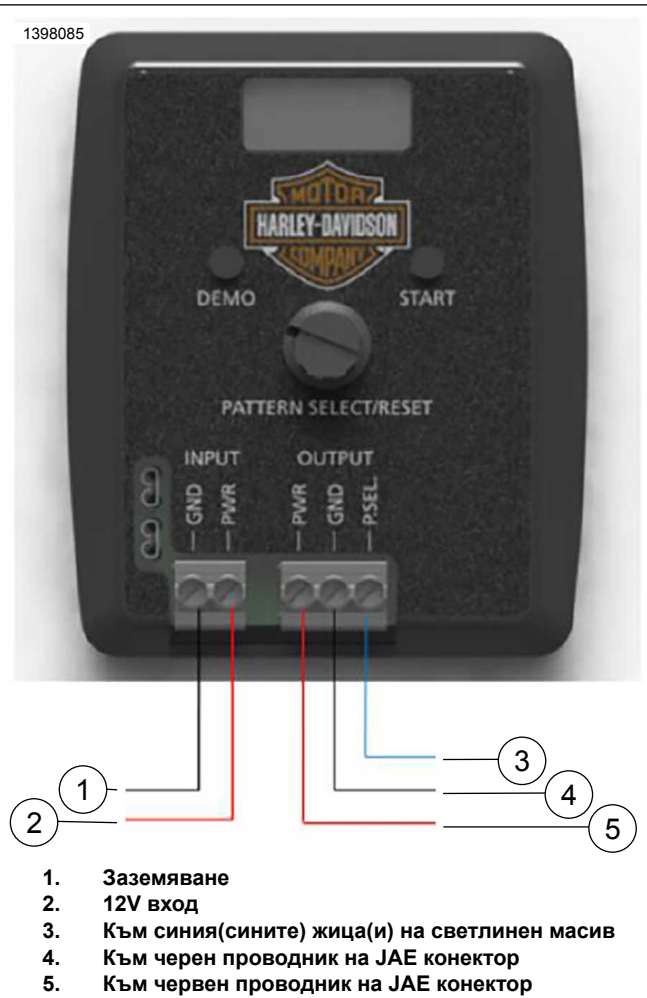 1398085
MOTOR
HARLEY-DAVIDSON
COMPANY
DEMO
START
PATTERN SELECT/RESET
INPUT
OUTPUT
GND
PWR
PWR
GND
P.SEL.
3
1
4
2
5
1. Заземяване
2. 12V вход
3. Към синия(сините) жица(и) на светлинен масив
4. Към черен проводник на JAE конектор
5. Към червен проводник на JAE конектор